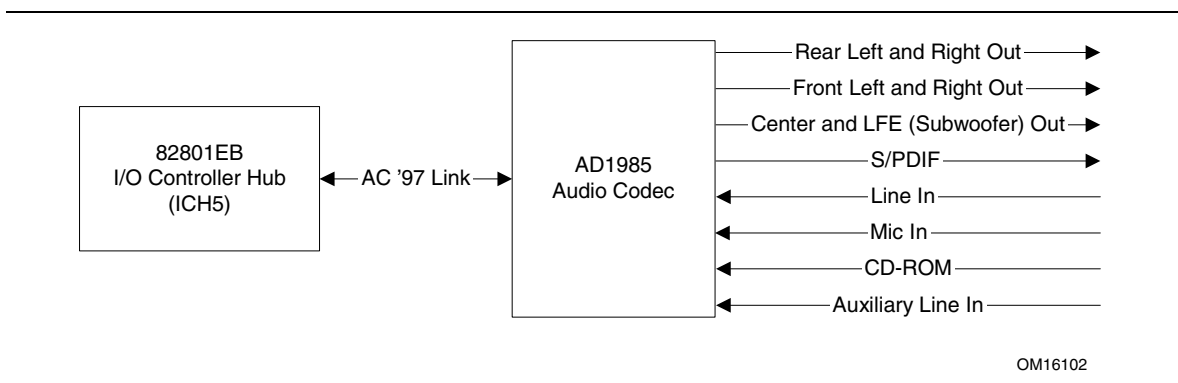 82801EB
I/O Controller Hub
(ICH5)
AC ’97 Link
AD1985
Audio Codec
Rear Left and Right Out
Front Left and Right Out
Center and LFE (Subwoofer) Out
S/PDIF
Line In
Mic In
CD-ROM
Auxiliary Line In
OM16102